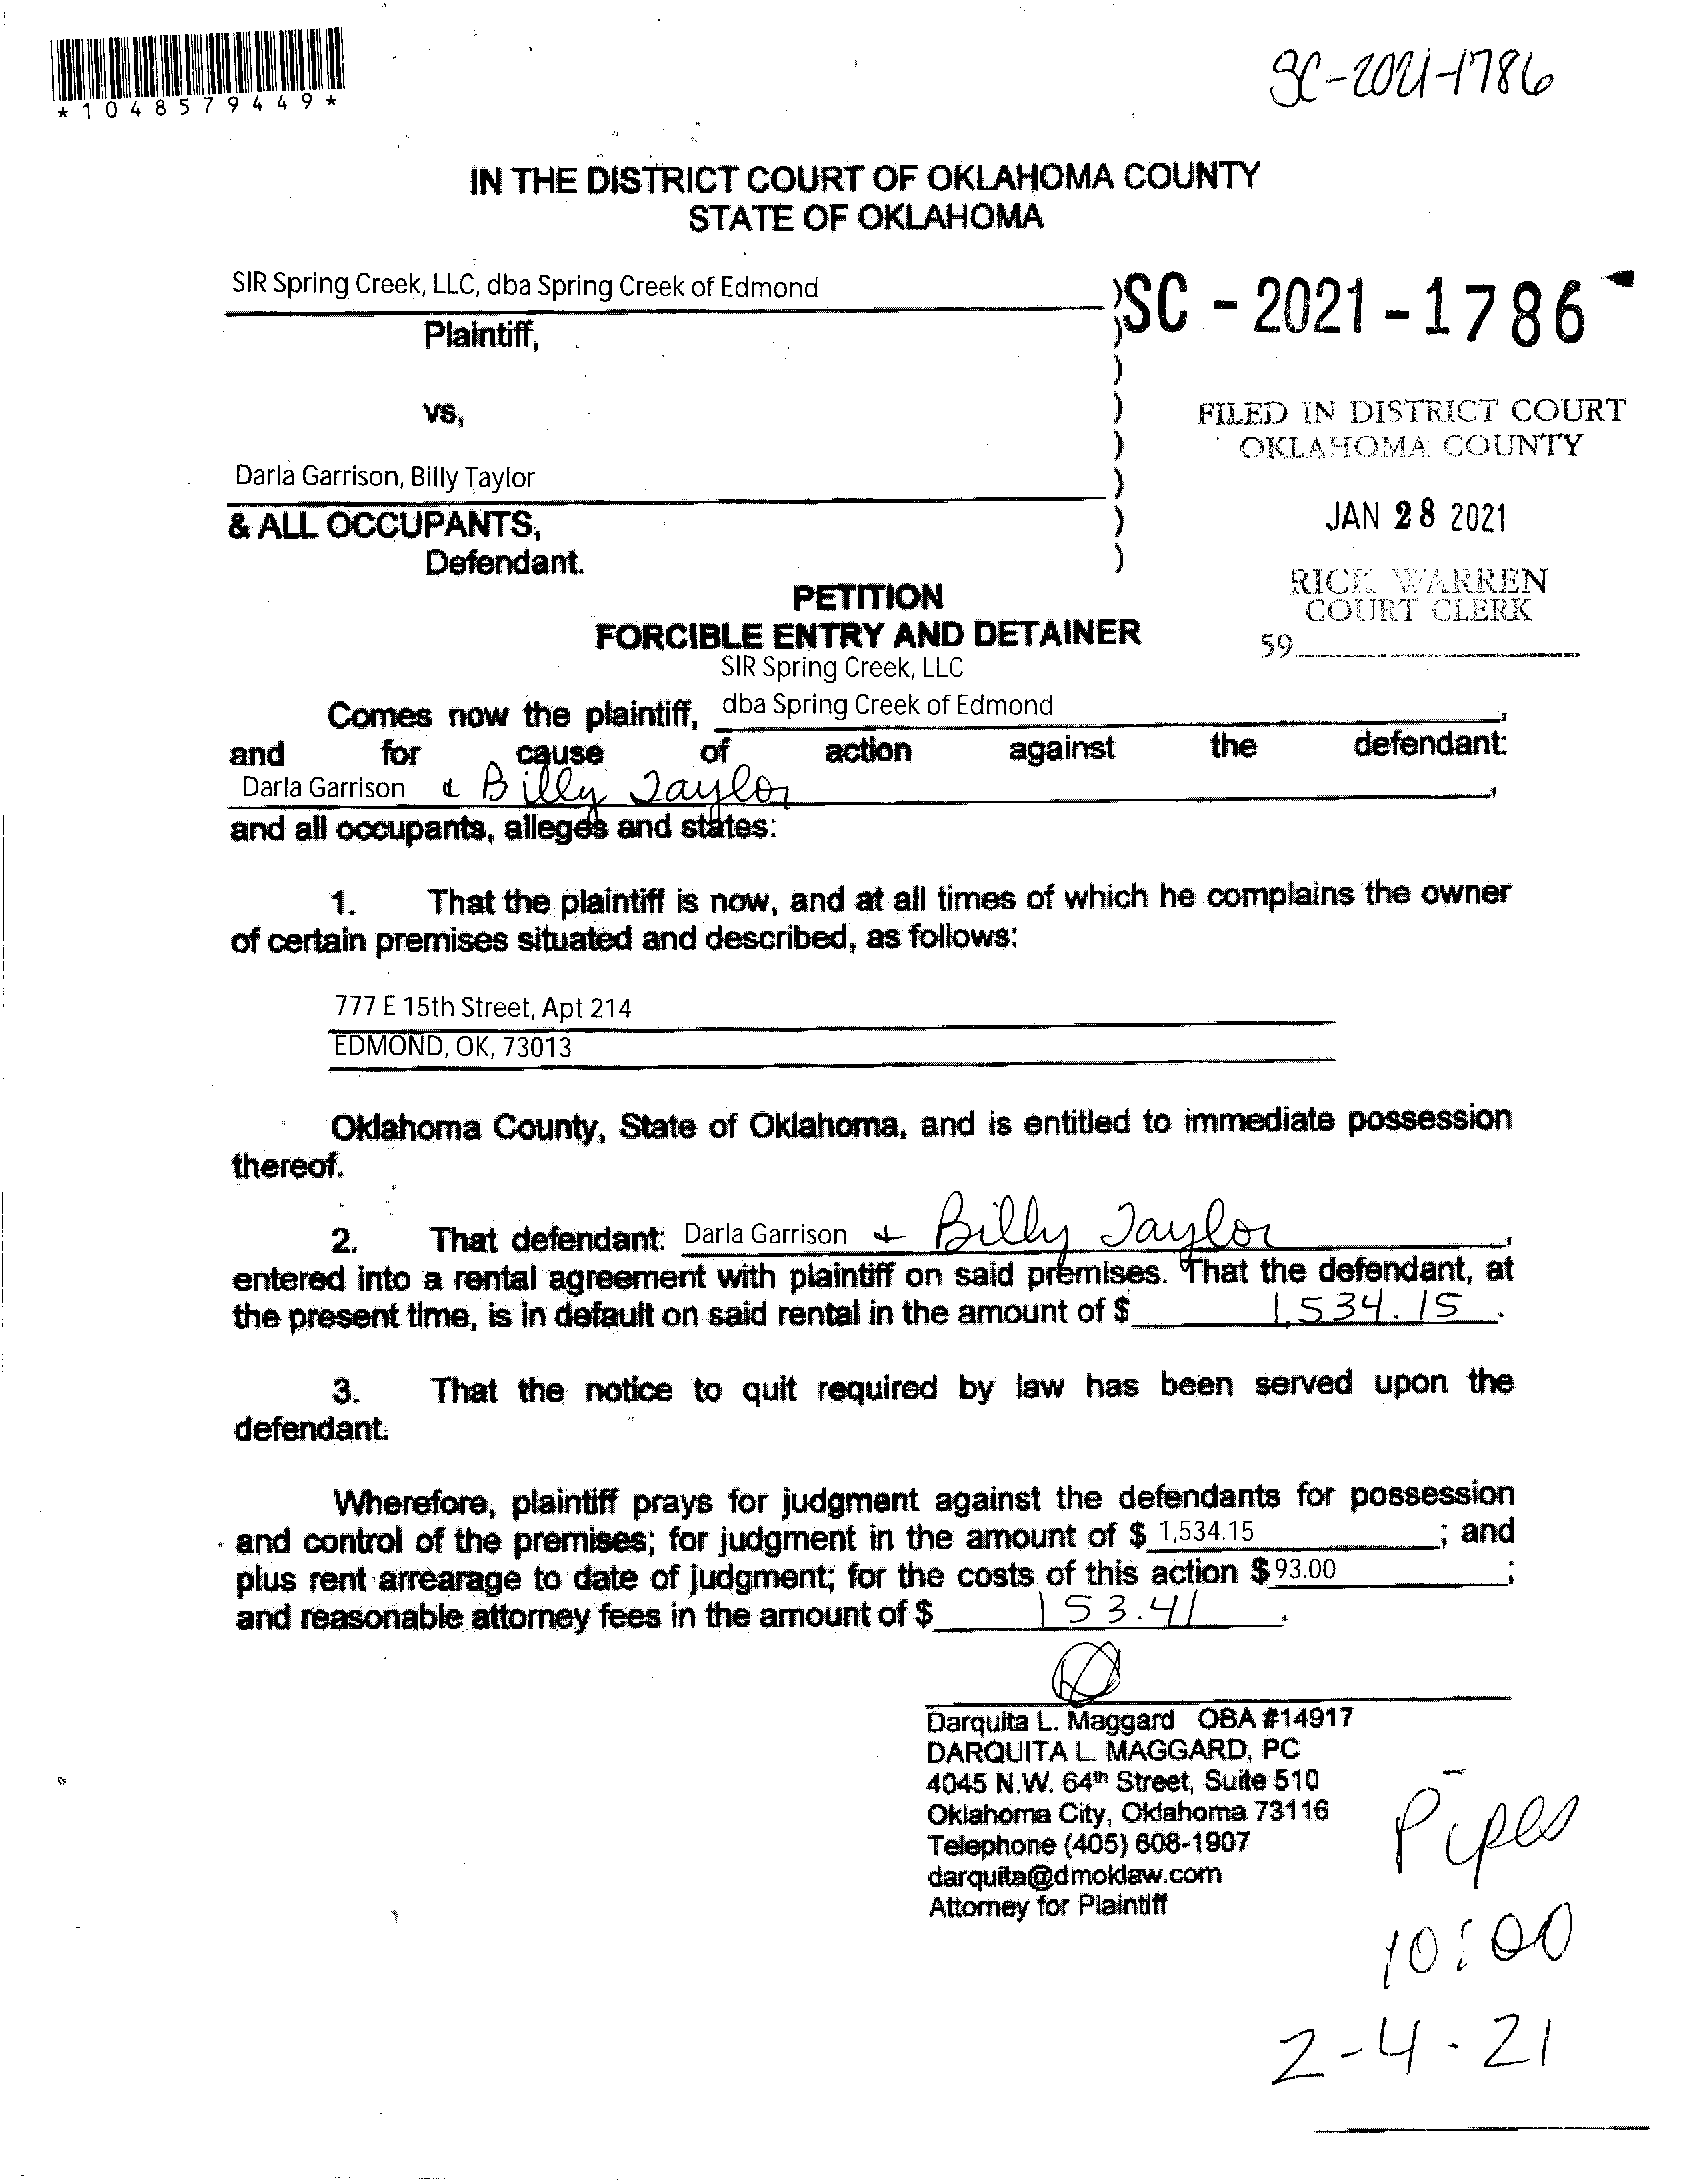 *1048579449*
SC-2021-1786
IN THE DISTRICT COURT OF OKLAHOMA COUNTY
STATE OF OKLAHOMA
SIR Spring Creek, LLC, dba Spring Creek of Edmond
)SC - 2021 - 1786
Plaintiff,
vs,
FILED IN DISTRICT COURT
OKLAHOMA COUNTY
Darla Garrison, Billy Taylor
& ALL OCCUPANTS,
JAN 28 2021
Defendant.
RICK WARREN
COURT CLERK
59
PETITION
FORCIBLE ENTRY AND DETAINER
SIR Spring Creek, LLC
Comes now the plaintiff, dba Spring Creek of Edmond,
and for cause of action against the defendant:
Darla Garrison & Billy Taylor,
and all occupants, alleges and states:
1. That the plaintiff is now, and at all times of which he complains the owner
of certain premises situated and described, as follows:
777 E 15th Street, Apt 214
EDMOND, OK, 73013
Oklahoma County, State of Oklahoma, and is entitled to immediate possession
thereof.
2. That defendant: Darla Garrison + Billy Taylor,
entered into a rental agreement with plaintiff on said premises. That the defendant, at
the present time, is in default on said rental in the amount of $ 1,534.15.
3. That the notice to quit required by law has been served upon the
defendant.
Wherefore, plaintiff prays for judgment against the defendants for possession
and control of the premises; for judgment in the amount of $ 1,534.15; and
plus rent arrearage to date of judgment; for the costs of this action $93.00;
and reasonable attorney fees in the amount of $ 153.41.
Darquita L. Maggard OBA #14917
DARQUITA L. MAGGARD, PC
4045 N.W. 64th Street, Suite 510
Oklahoma City, Oklahoma 73116
Telephone (405) 608-1907
darquita@dmoklaw.com
Attorney for Plaintiff
Pipes
10:00
2-4-21